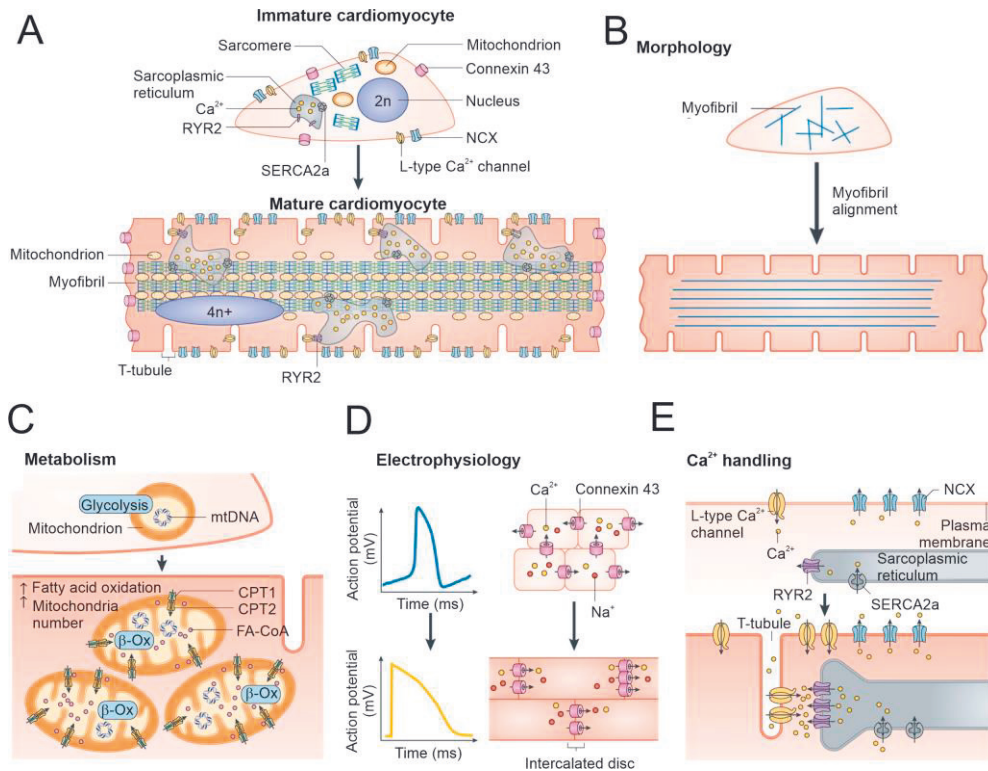 A
Immature cardiomyocyte
Sarcomere
Mitochondrion
Connexin 43
Sarcoplasmic
reticulum
Ca²⁺
RYR2
2n
Nucleus
NCX
SERCA2a
L-type Ca²⁺ channel
Mature cardiomyocyte
Mitochondrion
Myofibril
4n+
T-tubule
RYR2
B
Morphology
Myofibril
Myofibril
alignment
C
Metabolism
Glycolysis
mtDNA
Mitochondrion
↑ Fatty acid oxidation
↑ Mitochondria
number
CPT1
CPT2
FA-CoA
β-Ox
β-Ox
β-Ox
D
Electrophysiology
Action potential
(mV)
Time (ms)
Ca²⁺
Connexin 43
Na⁺
Action potential
(mV)
Time (ms)
Intercalated disc
E
Ca²⁺ handling
NCX
L-type Ca²⁺
channel
Plasma
membrane
Ca²⁺
Sarcoplasmic
reticulum
RYR2
SERCA2a
T-tubule